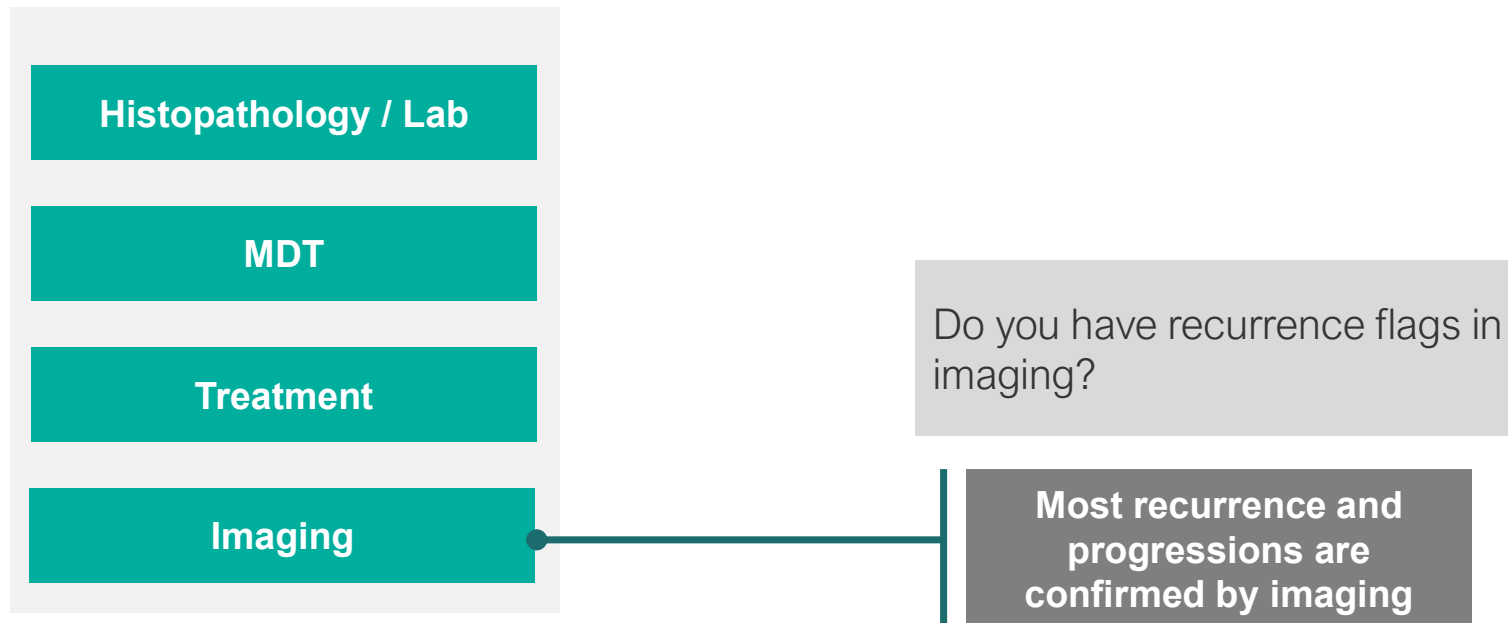 Histopathology / Lab
MDT
Treatment
Imaging
Do you have recurrence flags in
imaging?
Most recurrence and
progressions are
confirmed by imaging